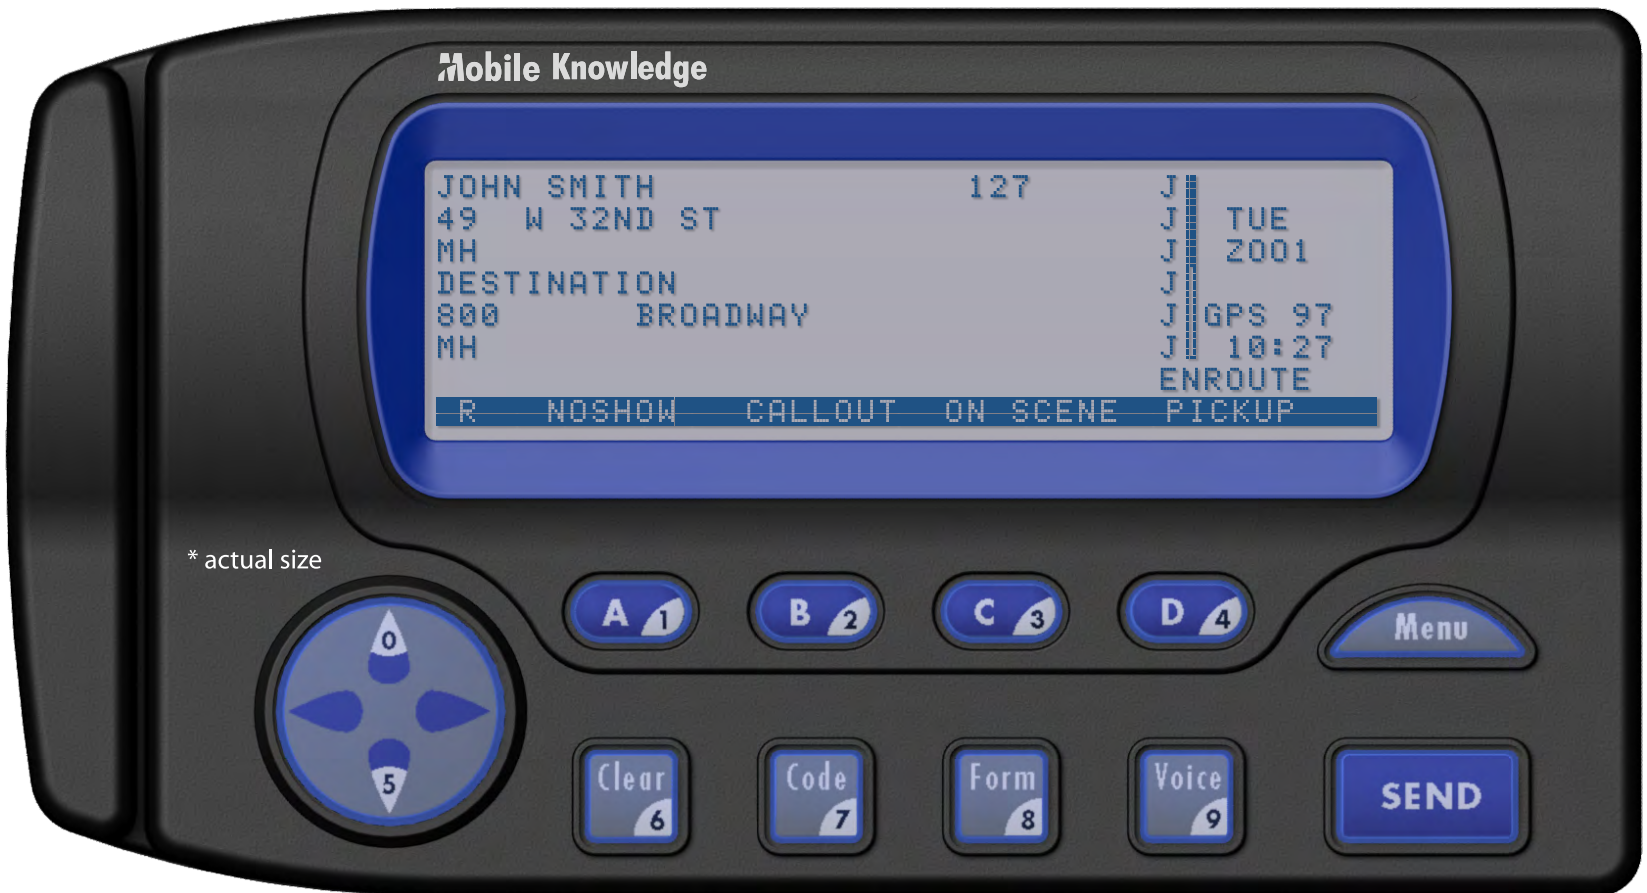 Mobile Knowledge
JOHN SMITH 127 J
49 W 32ND ST J TUE
MH J Z001
DESTINATION J
800 BROADWAY J GPS 97
MH J 10:27
ENROUTE
R NOSHOW CALLOUT ON SCENE PICKUP
* actual size
A 1 B 2 C 3 D 4
Menu
0
5
Clear 6 Code 7 Form 8 Voice 9
SEND